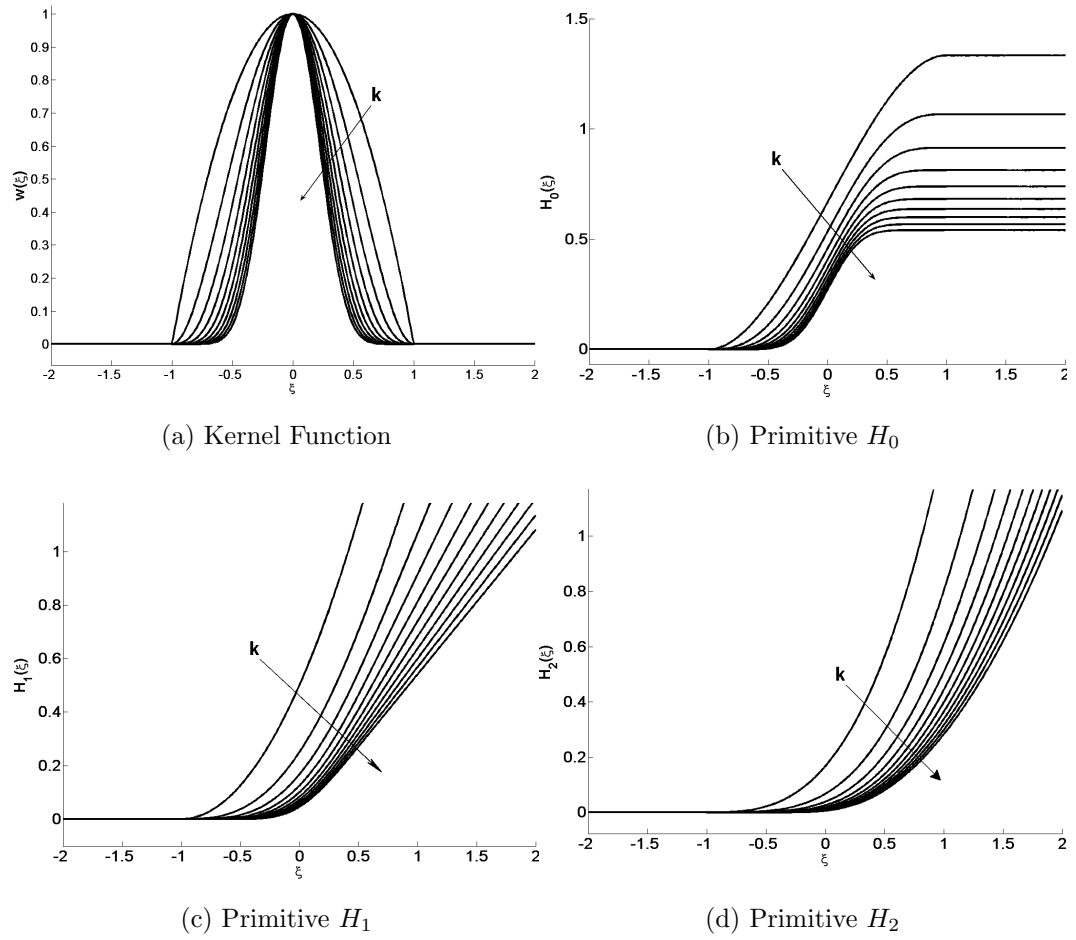 1
0.9
0.8
0.7
0.6
0.5
0.4
0.3
0.2
0.1
0
w(ξ)
k
-2 -1.5 -1 -0.5 0 0.5 1 1.5 2
ξ
(a) Kernel Function
1.5
1
0.5
0
H0(ξ)
k
-2 -1.5 -1 -0.5 0 0.5 1 1.5 2
ξ
(b) Primitive H0
1
0.8
0.6
0.4
0.2
0
H1(ξ)
k
-2 -1.5 -1 -0.5 0 0.5 1 1.5 2
ξ
(c) Primitive H1
1
0.8
0.6
0.4
0.2
0
H2(ξ)
k
-2 -1.5 -1 -0.5 0 0.5 1 1.5 2
ξ
(d) Primitive H2